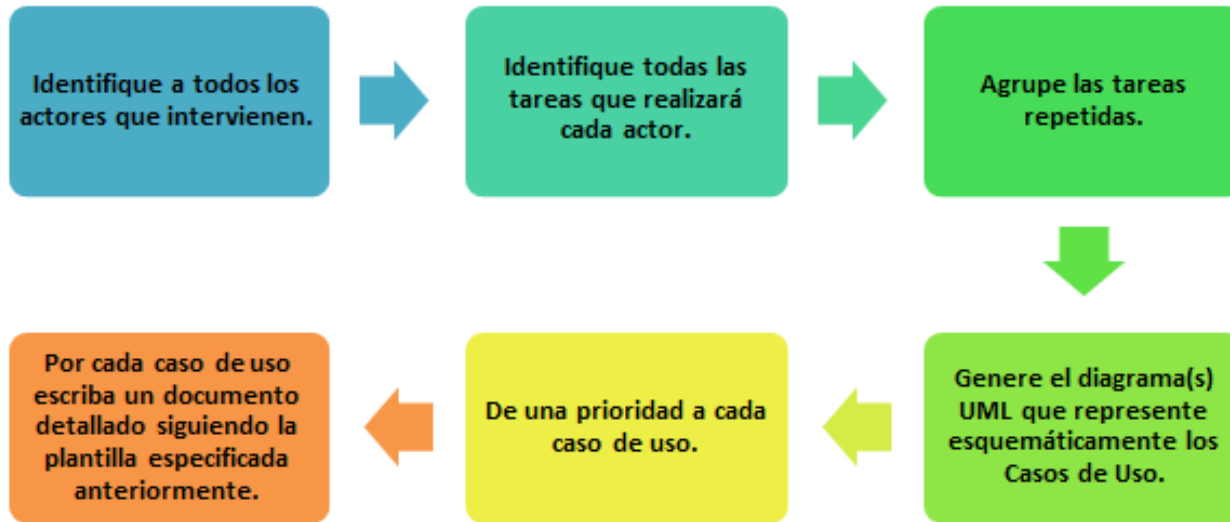 Identifique a todos los
actores que intervienen.
Identifique todas las
tareas que realizará
cada actor.
Agrupe las tareas
repetidas.
Genere el diagrama(s)
UML que represente
esquemáticamente los
Casos de Uso.
De una prioridad a cada
caso de uso.
Por cada caso de uso
escriba un documento
detallado siguiendo la
plantilla especificada
anteriormente.